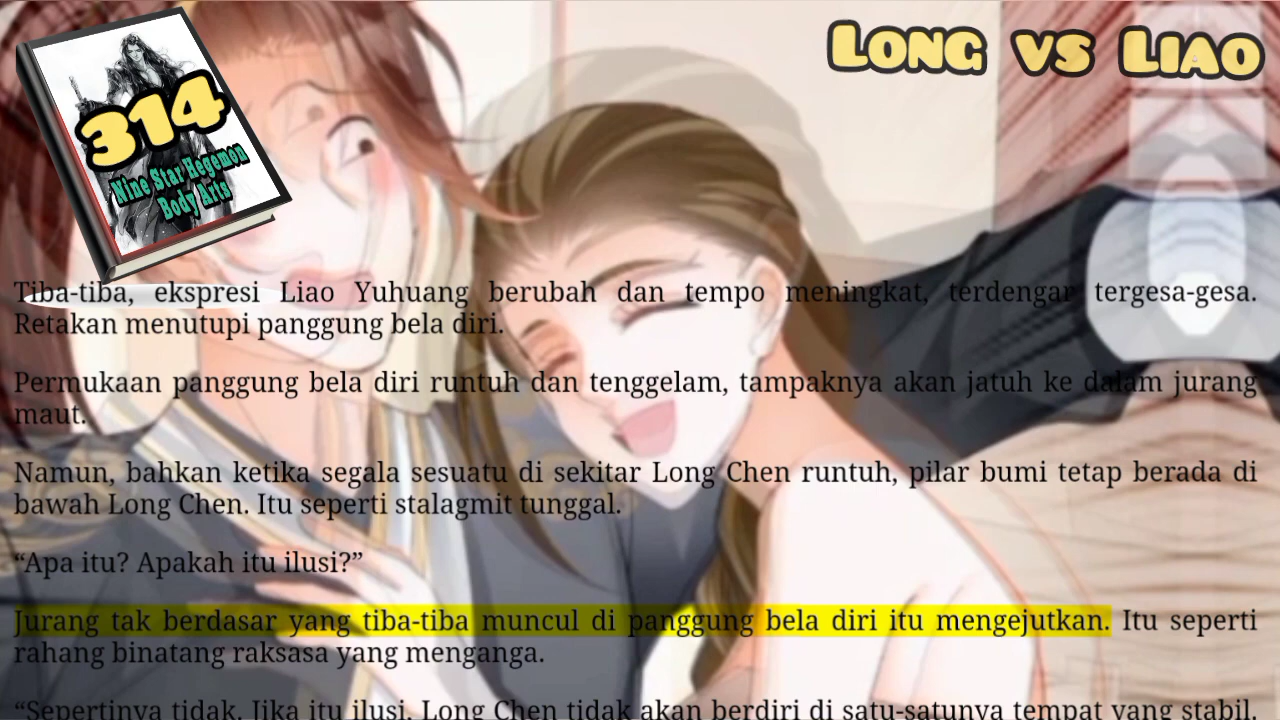 Long vs Liao
314
Nine Star Hegemon
Body Arts
Tiba-tiba, ekspresi Liao Yuhuang berubah dan tempo meningkat, terdengar tergesa-gesa.
Retakan menutupi panggung bela diri.
Permukaan panggung bela diri runtuh dan tenggelam, tampaknya akan jatuh ke dalam jurang
maut.
Namun, bahkan ketika segala sesuatu di sekitar Long Chen runtuh, pilar bumi tetap berada di
bawah Long Chen. Itu seperti stalagmit tunggal.
“Apa itu? Apakah itu ilusi?”
Jurang tak berdasar yang tiba-tiba muncul di panggung bela diri itu mengejutkan. Itu seperti
rahang binatang raksasa yang menganga.
“Sepertinya tidak. Jika itu ilusi, Long Chen tidak akan berdiri di satu-satunya tempat yang stabil.